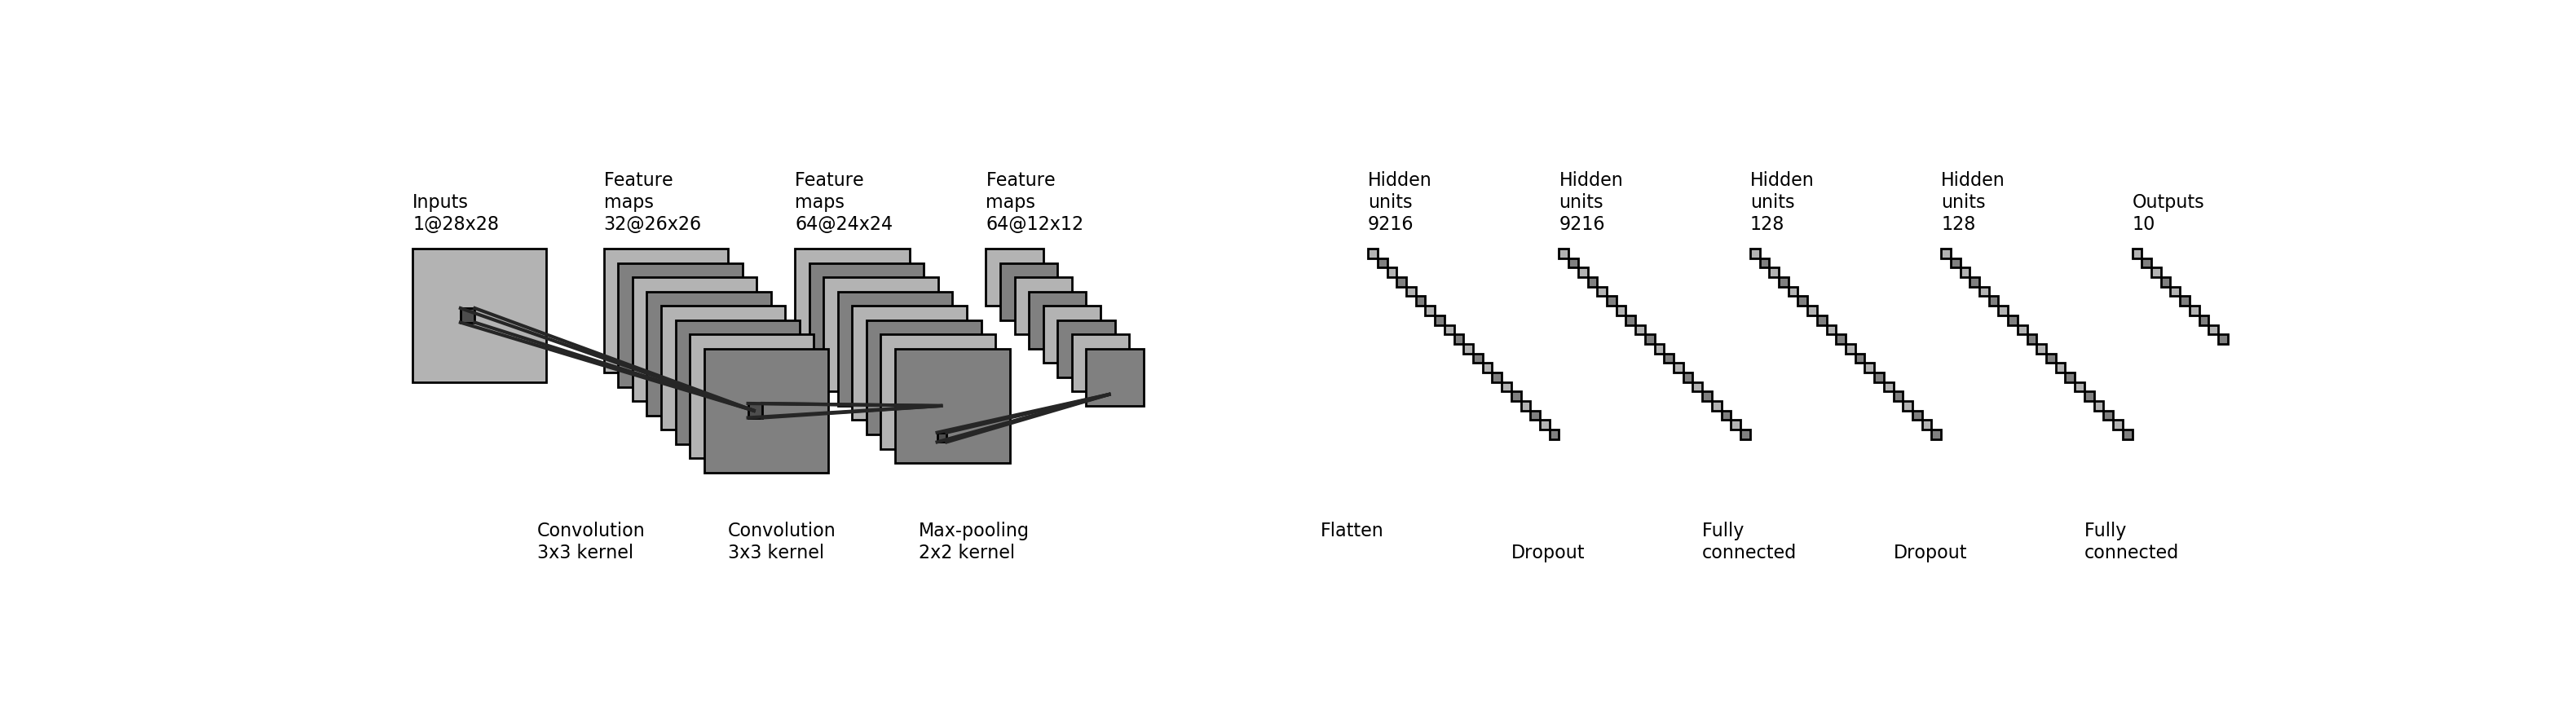 Inputs
1@28x28
Feature
maps
32@26x26
Feature
maps
64@24x24
Feature
maps
64@12x12
Hidden
units
9216
Hidden
units
9216
Hidden
units
128
Hidden
units
128
Outputs
10
Convolution
3x3 kernel
Convolution
3x3 kernel
Max-pooling
2x2 kernel
Flatten
Dropout
Fully
connected
Dropout
Fully
connected